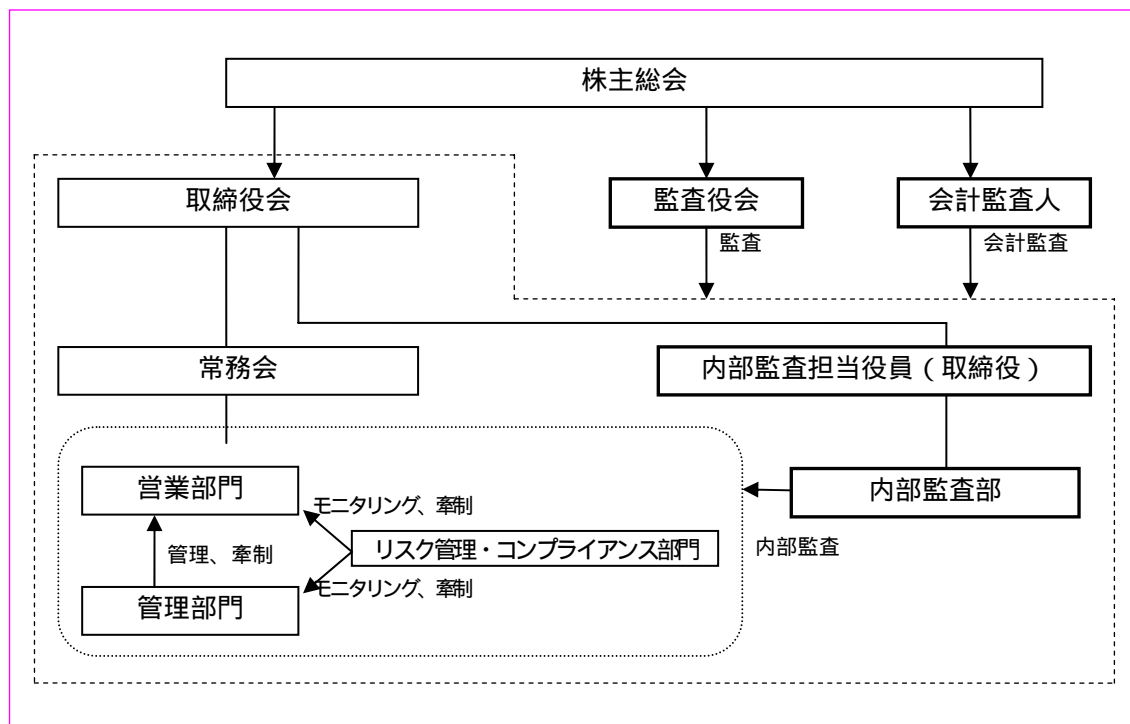 株主総会
取締役会
監査役会
会計監査人
監査
会計監査
常務会
内部監査担当役員（取締役）
営業部門
内部監査部
モニタリング、牽制
リスク管理・コンプライアンス部門
内部監査
管理、牽制
モニタリング、牽制
管理部門